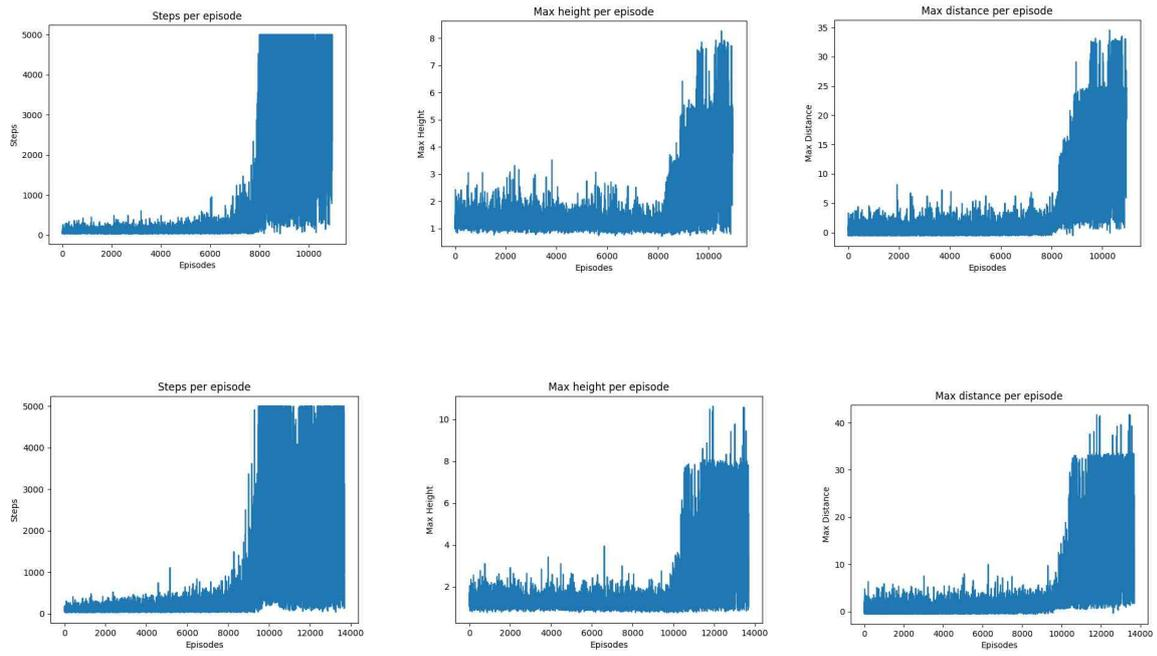 Steps per episode
5000
4000
3000
2000
1000
0
Steps
0 2000 4000 6000 8000 10000
Episodes
Max height per episode
8
7
6
5
4
3
2
1
Max Height
0 2000 4000 6000 8000 10000
Episodes
Max distance per episode
35
30
25
20
15
10
5
0
Max Distance
0 2000 4000 6000 8000 10000
Episodes
Steps per episode
5000
4000
3000
2000
1000
0
Steps
0 2000 4000 6000 8000 10000 12000 14000
Episodes
Max height per episode
10
8
6
4
2
Max Height
0 2000 4000 6000 8000 10000 12000 14000
Episodes
Max distance per episode
40
30
20
10
0
Max Distance
0 2000 4000 6000 8000 10000 12000 14000
Episodes